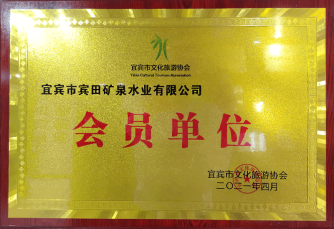 宜宾市文化旅游协会
Yibin Cultural Tourism Association
宜宾市宾田矿泉水业有限公司
会员单位
宜宾市文化旅游协会
二〇二一年四月